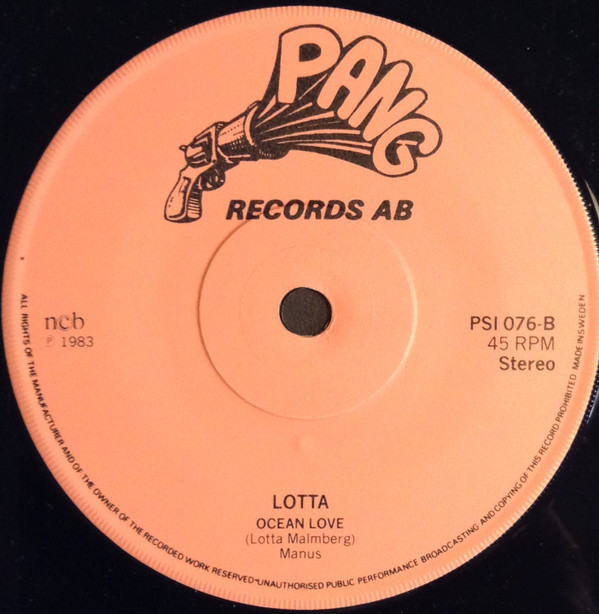 PANG
RECORDS AB
ncb
℗ 1983
PSI 076-B
45 RPM
Stereo
LOTTA
OCEAN LOVE
(Lotta Malmberg)
Manus
ALL RIGHTS OF THE MANUFACTURER AND OF THE OWNER OF THE RECORDED WORK RESERVED·UNAUTHORISED PUBLIC PERFORMANCE BROADCASTING AND COPYING OF THIS RECORD PROHIBITED MADE IN SWEDEN